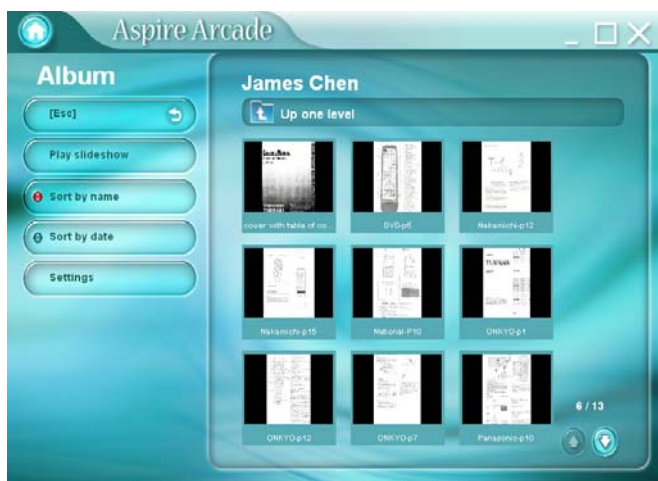 Aspire Arcade
Album
[Esc]
Play slideshow
Sort by name
Sort by date
Settings
James Chen
Up one level
cover with table of co...
DVD-p5
Nakamichi-p12
Nakamichi-p15
National-P10
ONKYO-p1
ONKYO-p12
ONKYO-p7
Panasonic-p10
6 / 13